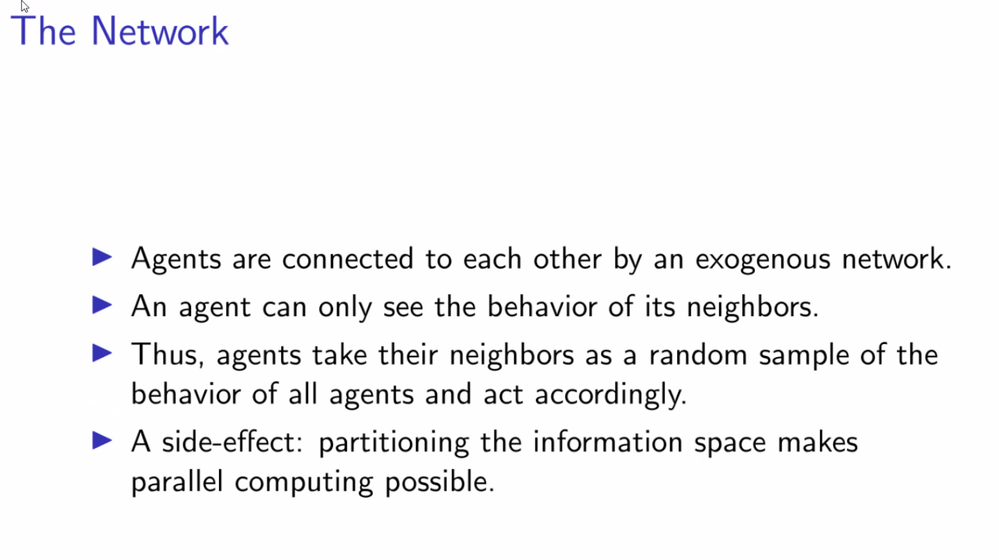 The Network
▶ Agents are connected to each other by an exogenous network.
▶ An agent can only see the behavior of its neighbors.
▶ Thus, agents take their neighbors as a random sample of the
behavior of all agents and act accordingly.
▶ A side-effect: partitioning the information space makes
parallel computing possible.